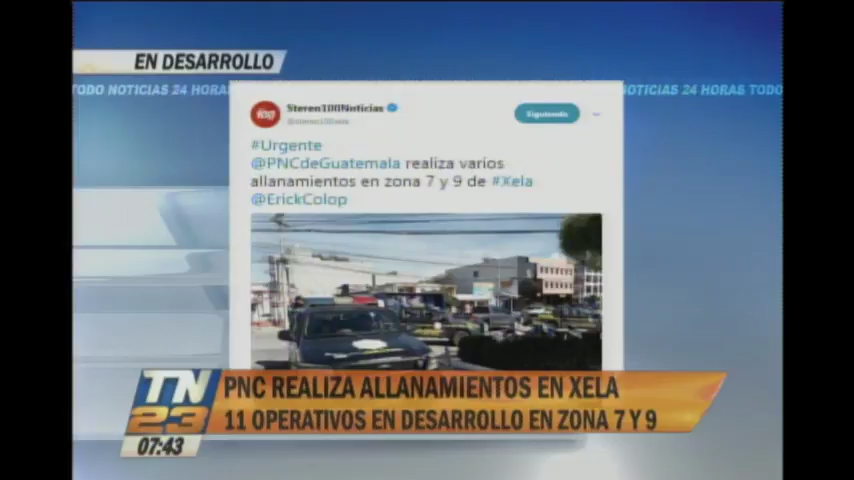 EN DESARROLLO
TODO NOTICIAS 24 HORAS
NOTICIAS 24 HORAS TODO
Steren100Noticias
Siguiendo
#Urgente
@PNCdeGuatemala realiza varios
allanamientos en zona 7 y 9 de #Xela
@ErickColop
PNC REALIZA ALLANAMIENTOS EN XELA
11 OPERATIVOS EN DESARROLLO EN ZONA 7 Y 9
TN
23
07:43